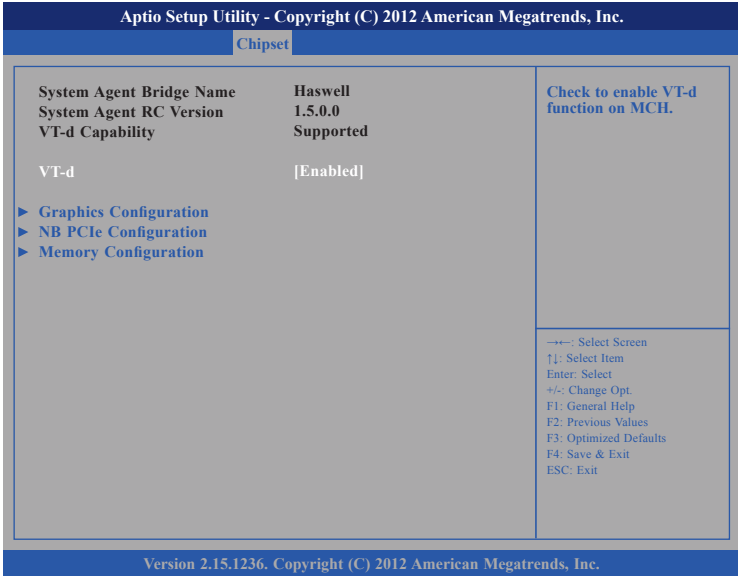 Aptio Setup Utility - Copyright (C) 2012 American Megatrends, Inc.
Chipset
System Agent Bridge Name Haswell
System Agent RC Version 1.5.0.0
VT-d Capability Supported
VT-d [Enabled]
► Graphics Configuration
► NB PCIe Configuration
► Memory Configuration
Check to enable VT-d
function on MCH.
→←: Select Screen
↑↓: Select Item
Enter: Select
+/-: Change Opt.
F1: General Help
F2: Previous Values
F3: Optimized Defaults
F4: Save & Exit
ESC: Exit
Version 2.15.1236. Copyright (C) 2012 American Megatrends, Inc.